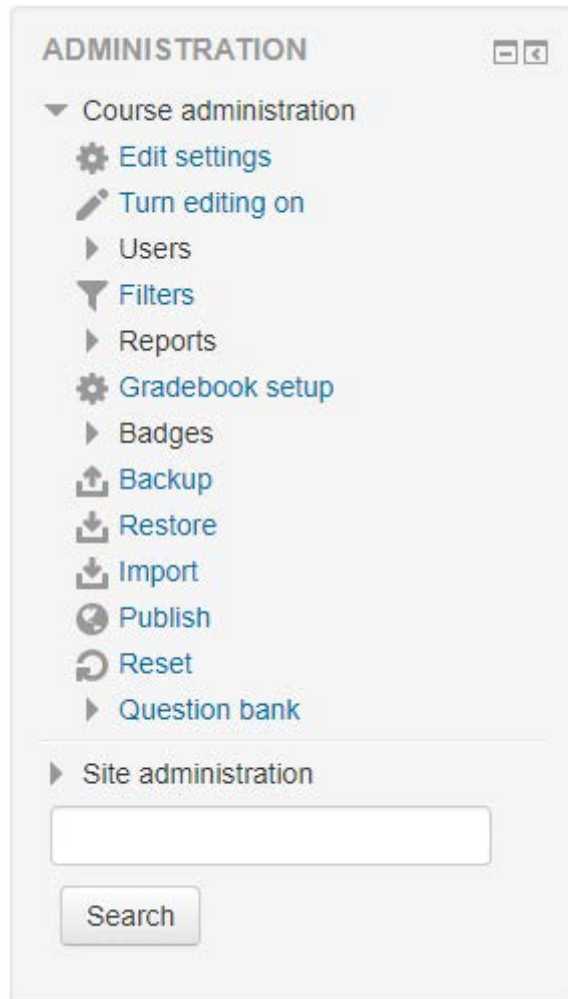 ADMINISTRATION
Course administration
Edit settings
Turn editing on
Users
Filters
Reports
Gradebook setup
Badges
Backup
Restore
Import
Publish
Reset
Question bank
Site administration
Search